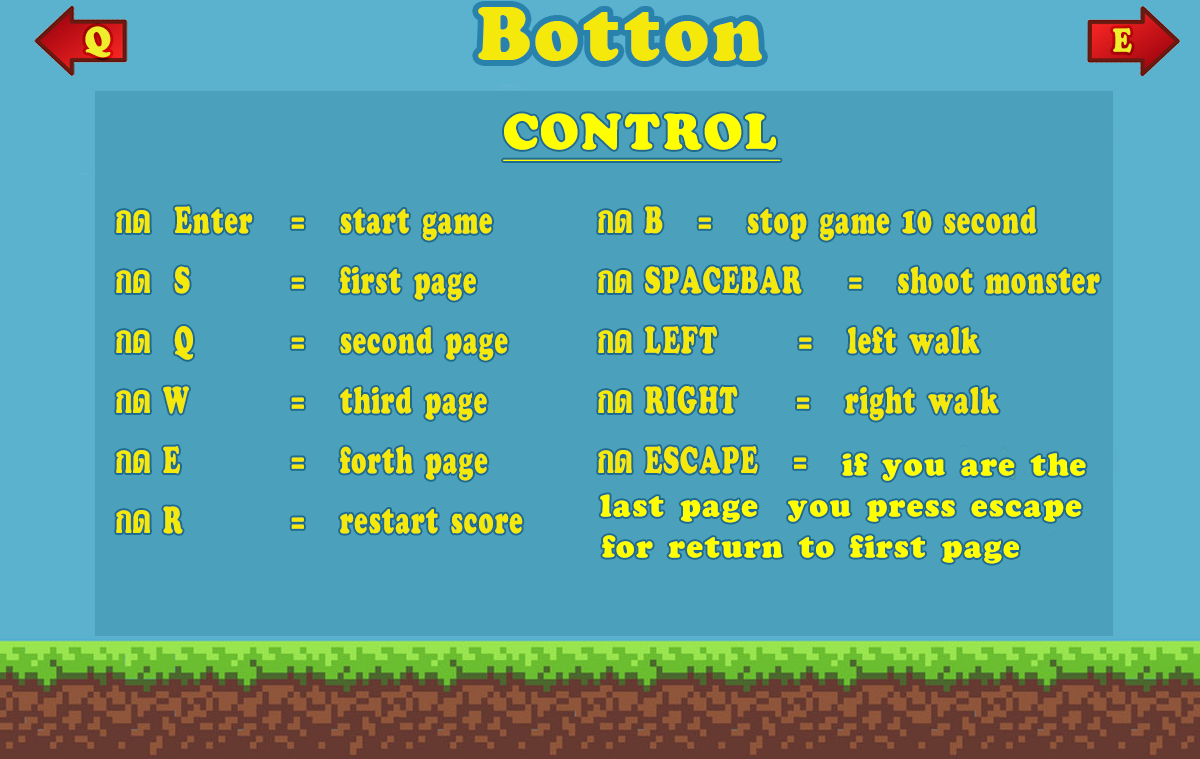 Q
Botton
E
CONTROL
กด Enter = start game
กด S = first page
กด Q = second page
กด W = third page
กด E = forth page
กด R = restart score
กด B = stop game 10 second
กด SPACEBAR = shoot monster
กด LEFT = left walk
กด RIGHT = right walk
กด ESCAPE = if you are the
last page you press escape
for return to first page